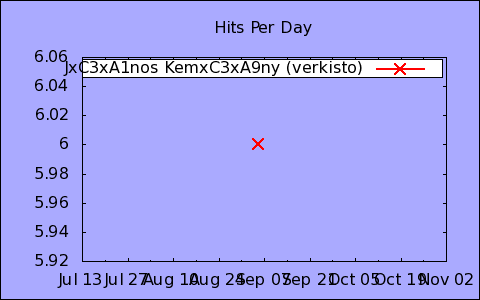 Hits Per Day
JxC3xA1nos KemxC3xA9ny (verkisto)
6.06
6.04
6.02
6
5.98
5.96
5.94
5.92
Jul 13 Jul 27 Aug 10 Aug 24 Sep 07 Sep 21 Oct 05 Oct 19 Nov 02